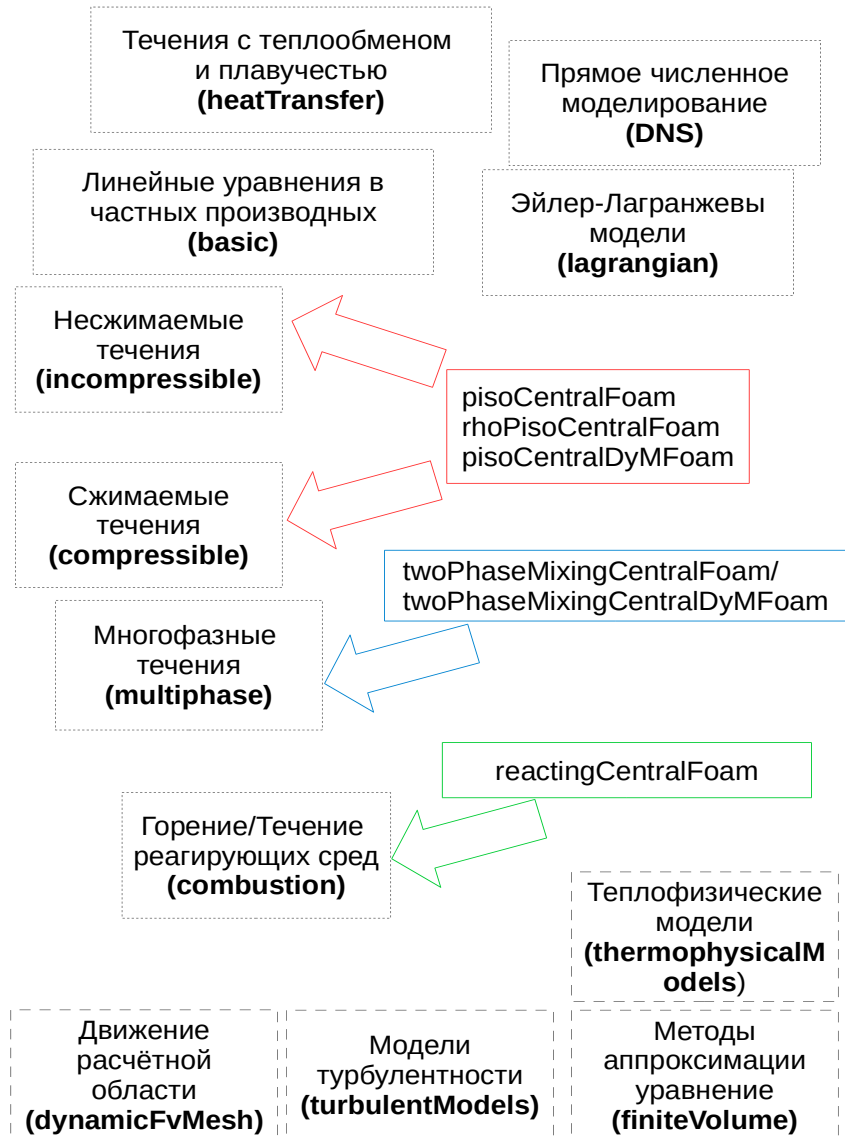 Течения с теплообменом
и плавучестью
(heatTransfer)
Прямое численное
моделирование
(DNS)
Линейные уравнения в
частных производных
(basic)
Эйлер-Лагранжевы
модели
(lagrangian)
Несжимаемые
течения
(incompressible)
pisoCentralFoam
rhoPisoCentralFoam
pisoCentralDyMFoam
Сжимаемые
течения
(compressible)
twoPhaseMixingCentralFoam/
twoPhaseMixingCentralDyMFoam
Многофазные
течения
(multiphase)
reactingCentralFoam
Горение/Течение
реагирующих сред
(combustion)
Теплофизические
модели
(thermophysicalM
odels)
Движение
расчётной
области
(dynamicFvMesh)
Модели
турбулентности
(turbulentModels)
Методы
аппроксимации
уравнение
(finiteVolume)